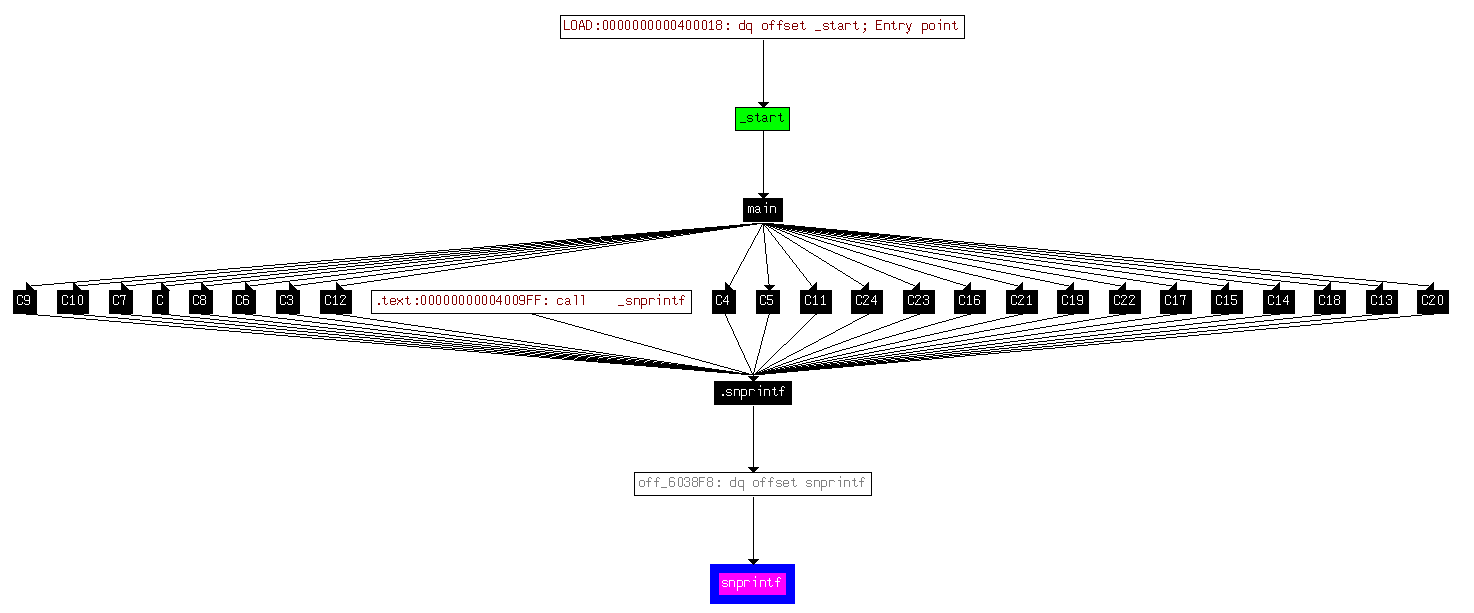 LOAD:0000000000400018: dq offset _start; Entry point
_start
main
C9 C10 C7 C C8 C6 C3 C12 .text:00000000004009FF: call    _snprintf C4 C5 C11 C24 C23 C16 C21 C19 C22 C17 C15 C14 C18 C13 C20
.snprintf
off_6038F8: dq offset snprintf
snprintf